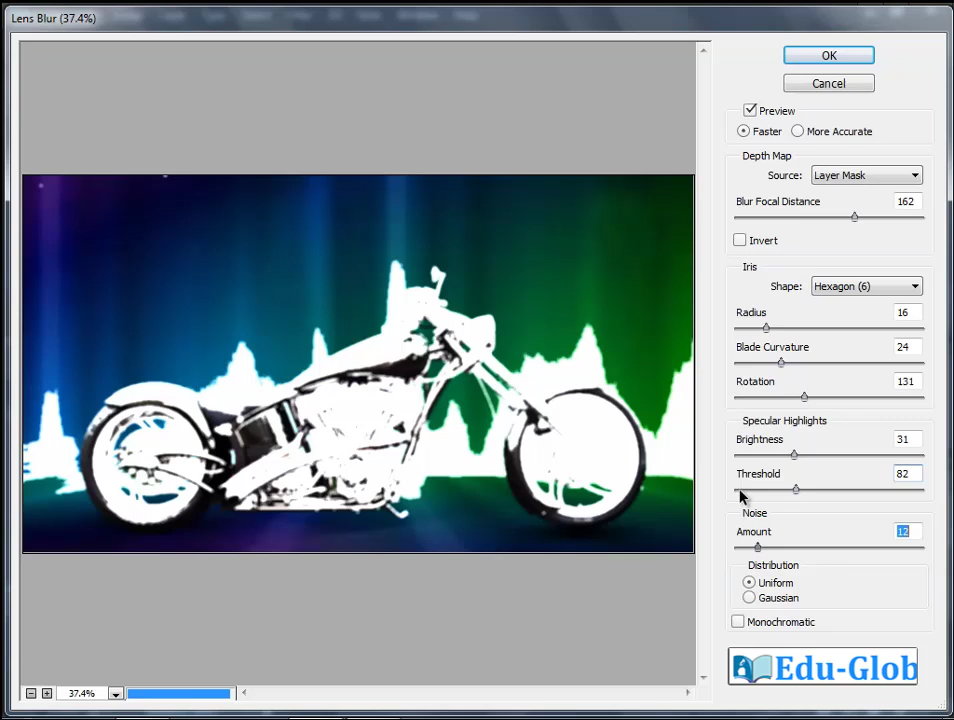 Lens Blur (37.4%)
OK
Cancel
Preview
Faster
More Accurate
Depth Map
Source: Layer Mask
Blur Focal Distance 162
Invert
Iris
Shape: Hexagon (6)
Radius 16
Blade Curvature 24
Rotation 131
Specular Highlights
Brightness 31
Threshold 82
Noise
Amount 12
Distribution
Uniform
Gaussian
Monochromatic
Edu-Glob
37.4%